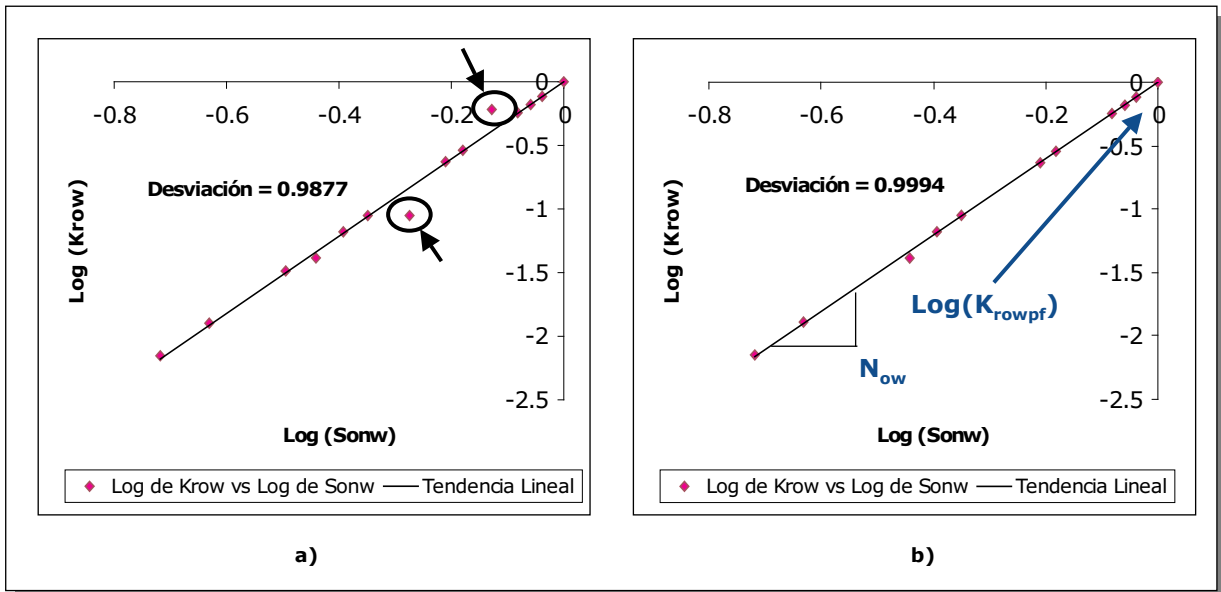 -0.8 -0.6 -0.4 -0.2 0
0
-0.5
-1
-1.5
-2
-2.5
Desviación = 0.9877
Log (Krow)
Log (Sonw)
Log de Krow vs Log de Sonw Tendencia Lineal
a)
-0.8 -0.6 -0.4 -0.2 0
0
-0.5
-1
-1.5
-2
-2.5
Desviación = 0.9994
Log(Krowpf)
Now
Log (Krow)
Log (Sonw)
Log de Krow vs Log de Sonw Tendencia Lineal
b)